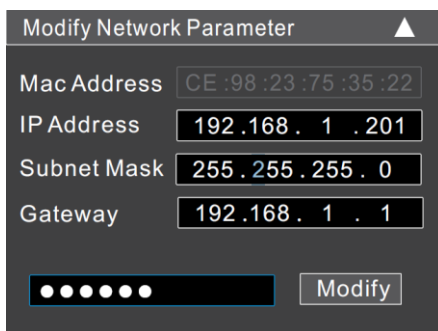 Modify Network Parameter
Mac Address CE :98 :23 :75 :35 :22
IP Address 192 .168 . 1 .201
Subnet Mask 255 .255 .255 . 0
Gateway 192 .168 . 1 . 1
●●●●●● Modify